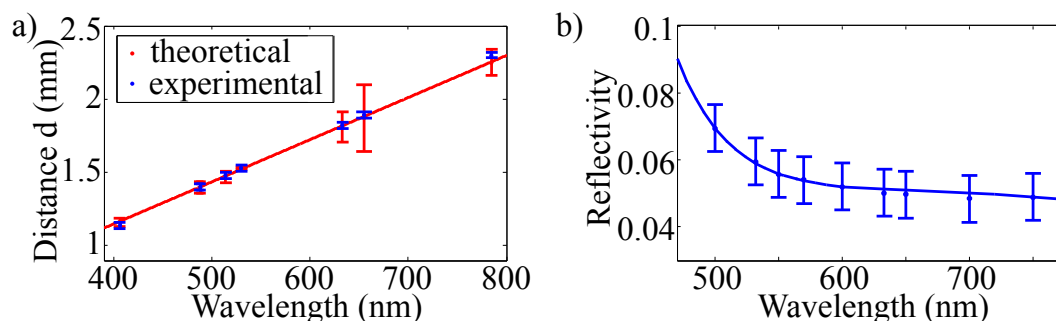 a)
Distance d (mm)
2.5
2
1.5
1
theoretical
experimental
400 500 600 700 800
Wavelength (nm)
b)
Reflectivity
0.1
0.08
0.06
0.04
500 600 700
Wavelength (nm)